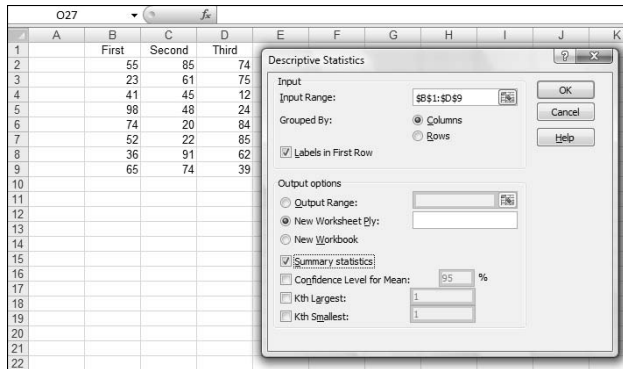 O27 fx
A B C D E F G H I J K
1 First Second Third
2 55 85 74
3 23 61 75
4 41 45 12
5 98 48 24
6 74 20 84
7 52 22 85
8 36 91 62
9 65 74 39
10
11
12
13
14
15
16
17
18
19
20
21
22
Descriptive Statistics
? X
Input
Input Range: $B$1:$D$9
Grouped By: Columns
Rows
Labels in First Row
OK
Cancel
Help
Output options
Output Range:
New Worksheet Ply:
New Workbook
Summary statistics
Confidence Level for Mean: 95 %
Kth Largest: 1
Kth Smallest: 1